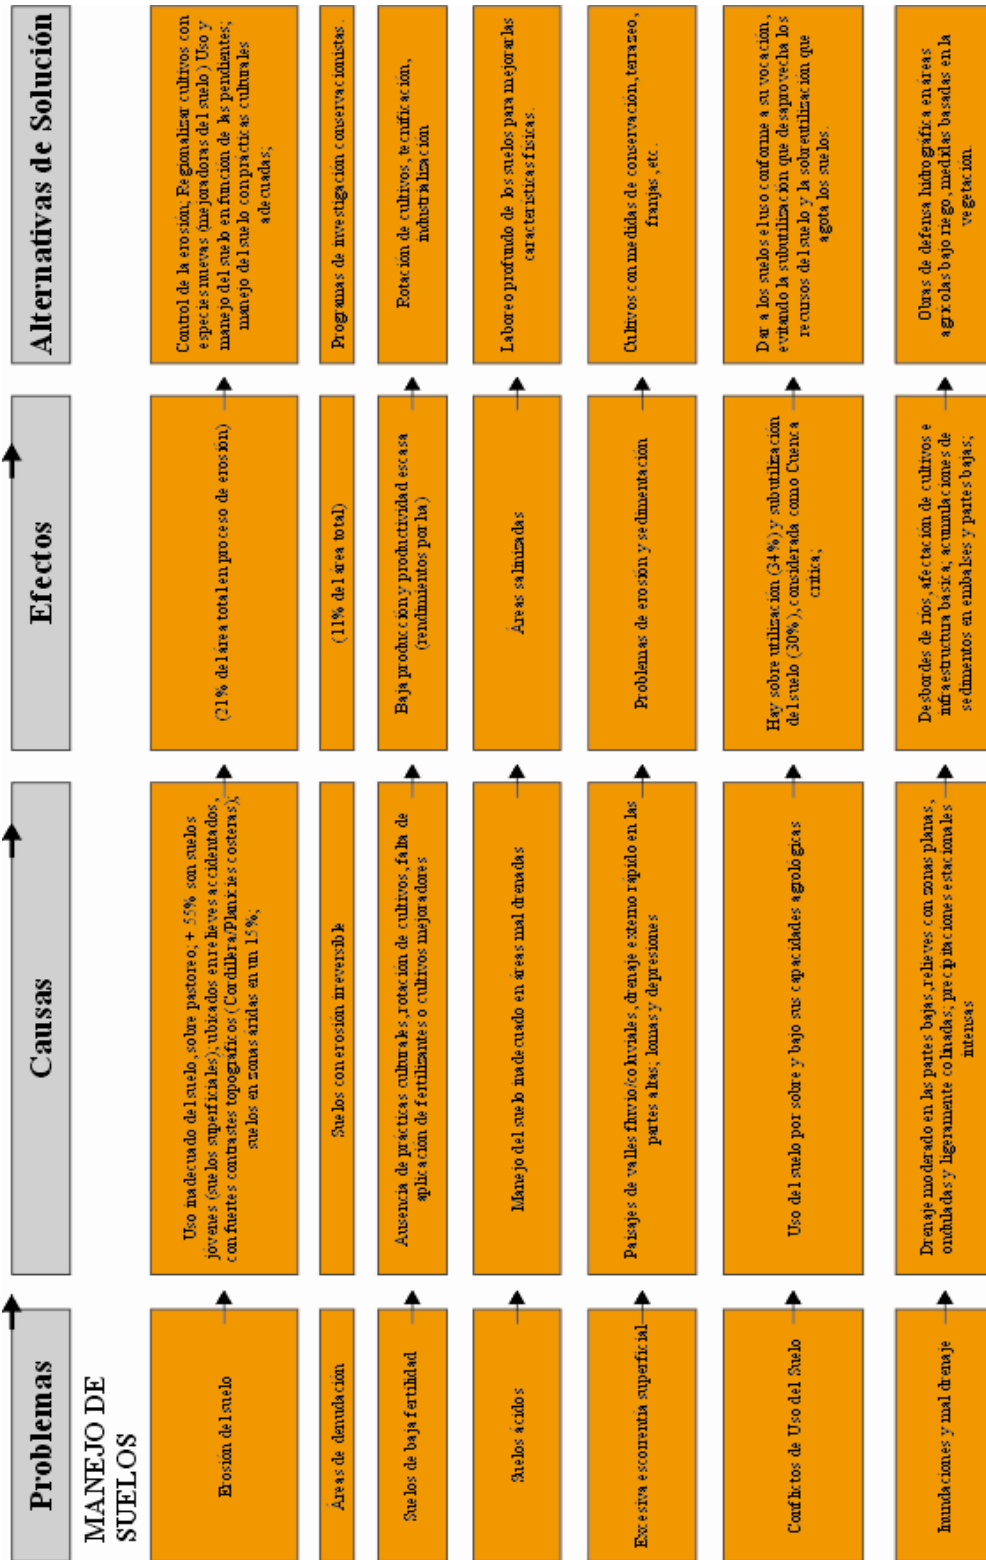 Problemas
Causas
Efectos
Alternativas de Solución
MANEJO DE
SUELOS
Erosión del suelo
Uso inadecuado del suelo, sobre pastoreo; + 55% son suelos
jóvenes (suelos superficiales); ubicados en relieves accidentados,
con fuertes contrastes topográficos (Cordillera/Planicies costeras);
suelos en zonas áridas en un 15%;
(21% del área total en proceso de erosión)
Control de la erosión; Regionalizar cultivos con
especies nuevas (mejoradoras del suelo) Uso y
manejo del suelo en función de las pendientes;
manejo del suelo con prácticas culturales
adecuadas;
Áreas de denudación
Suelos con erosión irreversible
(11% del área total)
Programas de investigación conservacionistas.
Suelos de baja fertilidad
Ausencia de prácticas culturales, rotación de cultivos, falta de
aplicación de fertilizantes o cultivos mejoradores
Baja producción y productividad escasa
(rendimientos por ha)
Rotación de cultivos, tecnificación,
industrialización
Suelos ácidos
Manejo del suelo inadecuado en áreas mal drenadas
Áreas salinizadas
Laboreo profundo de los suelos para mejorar las
características físicas.
Excesiva escorrentía superficial
Paisajes de valles fluvio/coluviales, drenaje externo rápido en las
partes altas; lomas y depresiones
Problemas de erosión y sedimentación
Cultivos con medidas de conservación, terrazeo,
franjas, etc.
Conflictos de Uso del Suelo
Uso del suelo por sobre y bajo sus capacidades agrológicas
Hay sobre utilización (34%) y subutilización
del suelo (30%), considerada como Cuenca
crítica;
Dar a los suelos el uso conforme a su vocación,
evitando la subutilización que desaprovecha los
recursos del suelo y la sobreutilización que
agota los suelos.
Inundaciones y mal drenaje
Drenaje moderado en las partes bajas, relieves con zonas planas,
onduladas y ligeramente colinadas; precipitaciones estacionales
intensas
Desbordes de ríos, afectación de cultivos e
infraestructura básica; acumulaciones de
sedimentos en embalses y partes bajas;
Obras de defensa hidrográfica en áreas
agrícolas bajo riego, medidas basadas en la
vegetación.